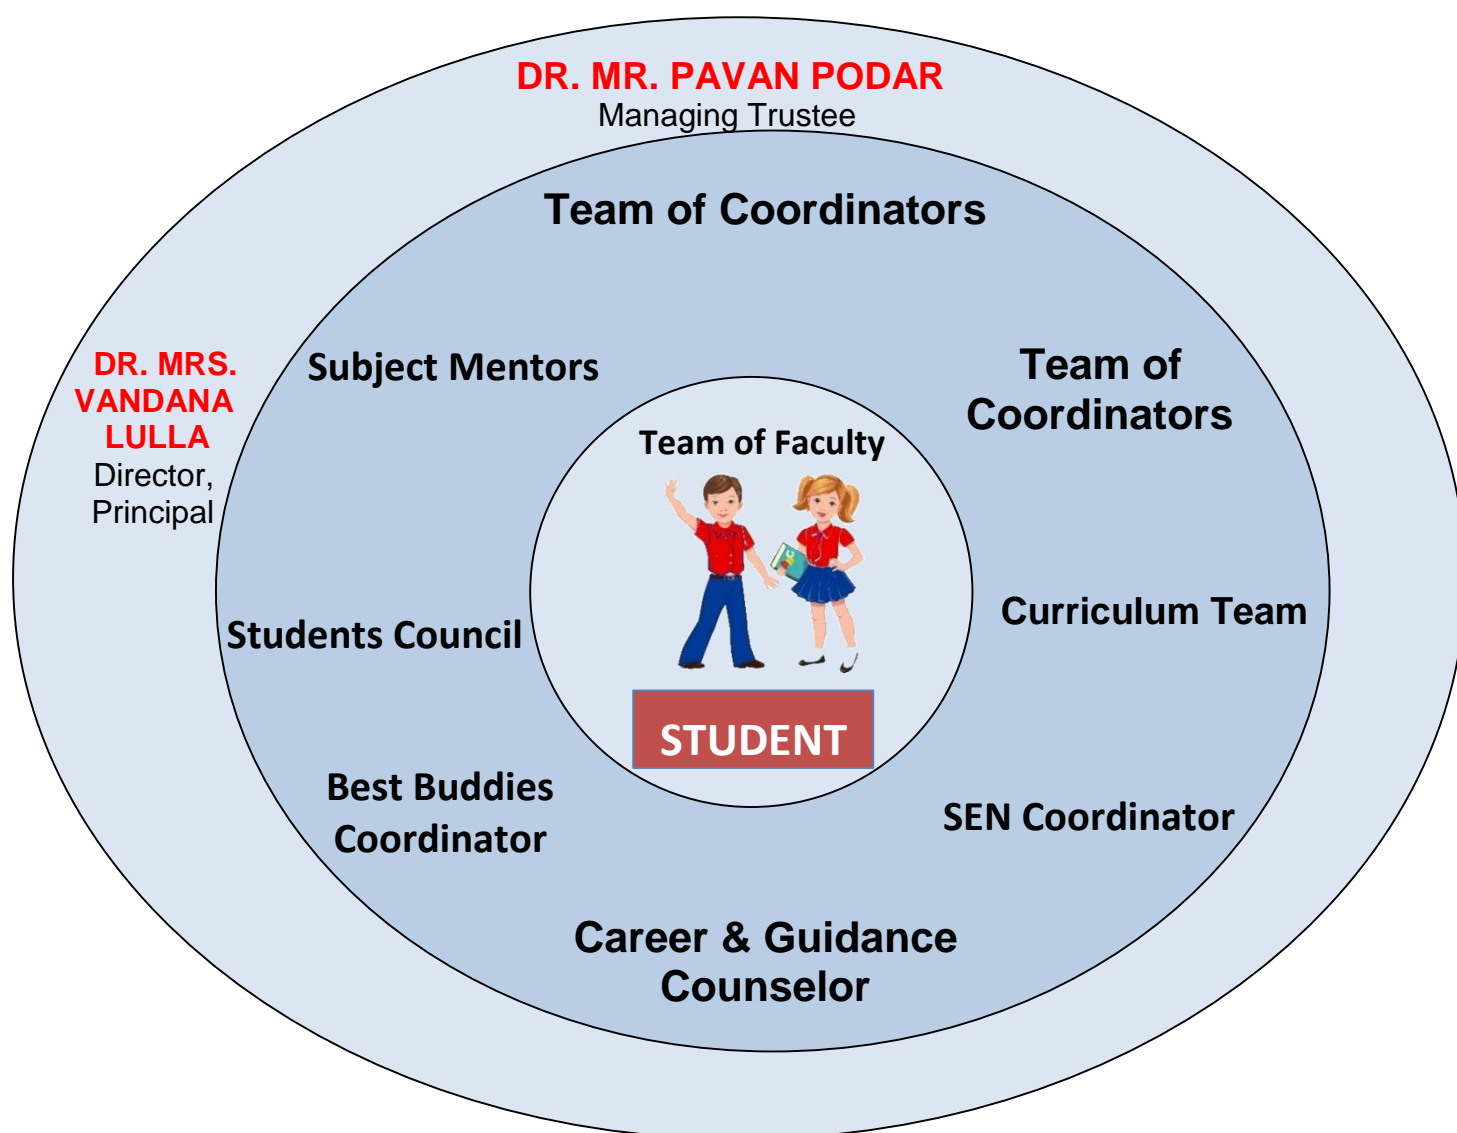 DR. MR. PAVAN PODAR
Managing Trustee
Team of Coordinators
Subject Mentors
Team of
Coordinators
DR. MRS.
VANDANA
LULLA
Director,
Principal
Team of Faculty
Students Council
Curriculum Team
STUDENT
Best Buddies
Coordinator
SEN Coordinator
Career & Guidance
Counselor